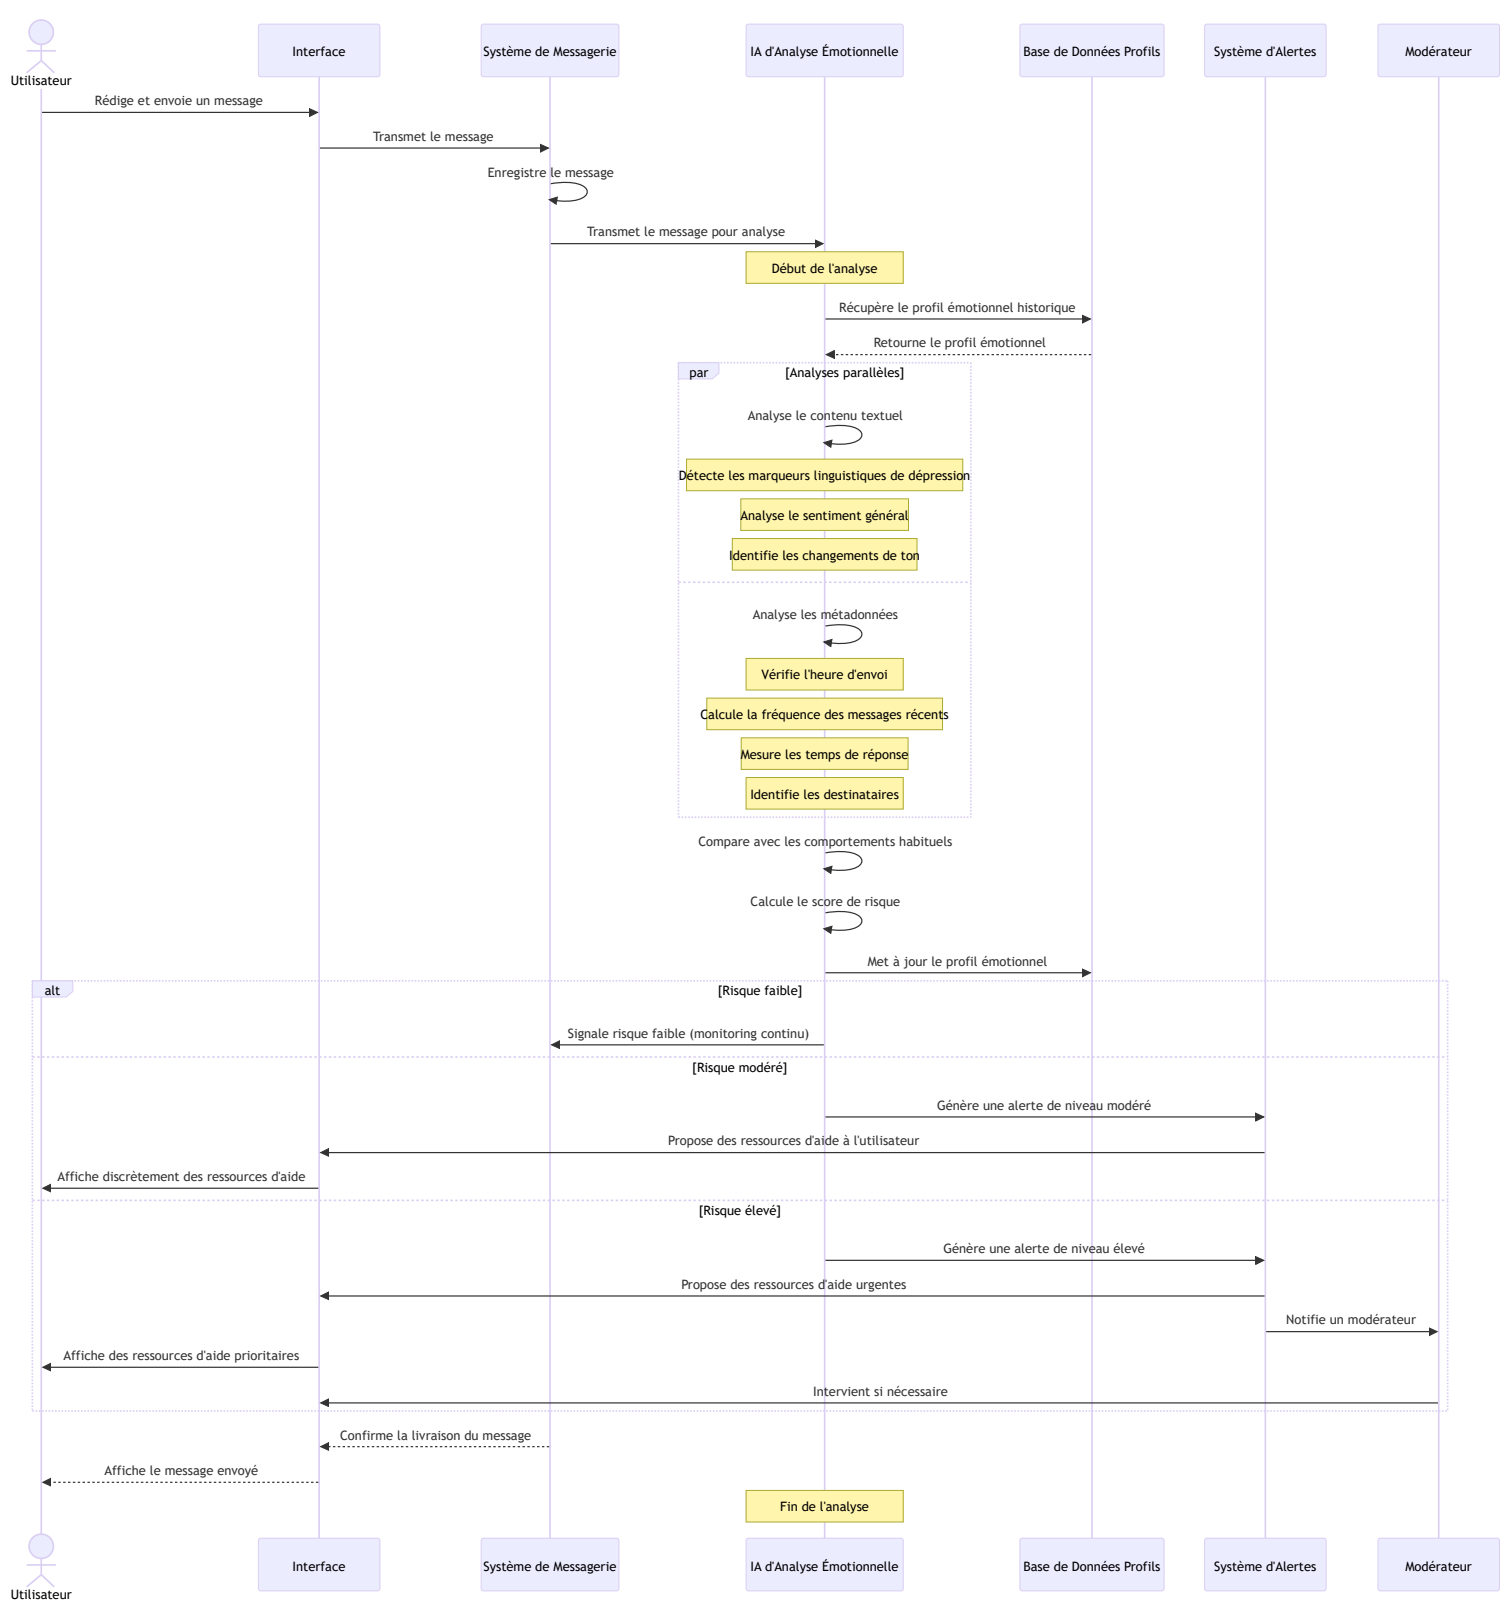 Utilisateur
Interface
Système de Messagerie
IA d'Analyse Émotionnelle
Base de Données Profils
Système d'Alertes
Modérateur
Rédige et envoie un message
Transmet le message
Enregistre le message
Transmet le message pour analyse
Début de l'analyse
Récupère le profil émotionnel historique
Retourne le profil émotionnel
par
[Analyses parallèles]
Analyse le contenu textuel
Détecte les marqueurs linguistiques de dépression
Analyse le sentiment général
Identifie les changements de ton
Analyse les métadonnées
Vérifie l'heure d'envoi
Calcule la fréquence des messages récents
Mesure les temps de réponse
Identifie les destinataires
Compare avec les comportements habituels
Calcule le score de risque
Met à jour le profil émotionnel
alt
[Risque faible]
Signale risque faible (monitoring continu)
[Risque modéré]
Génère une alerte de niveau modéré
Propose des ressources d'aide à l'utilisateur
Affiche discrètement des ressources d'aide
[Risque élevé]
Génère une alerte de niveau élevé
Propose des ressources d'aide urgentes
Notifie un modérateur
Affiche des ressources d'aide prioritaires
Intervient si nécessaire
Confirme la livraison du message
Affiche le message envoyé
Fin de l'analyse
Utilisateur
Interface
Système de Messagerie
IA d'Analyse Émotionnelle
Base de Données Profils
Système d'Alertes
Modérateur